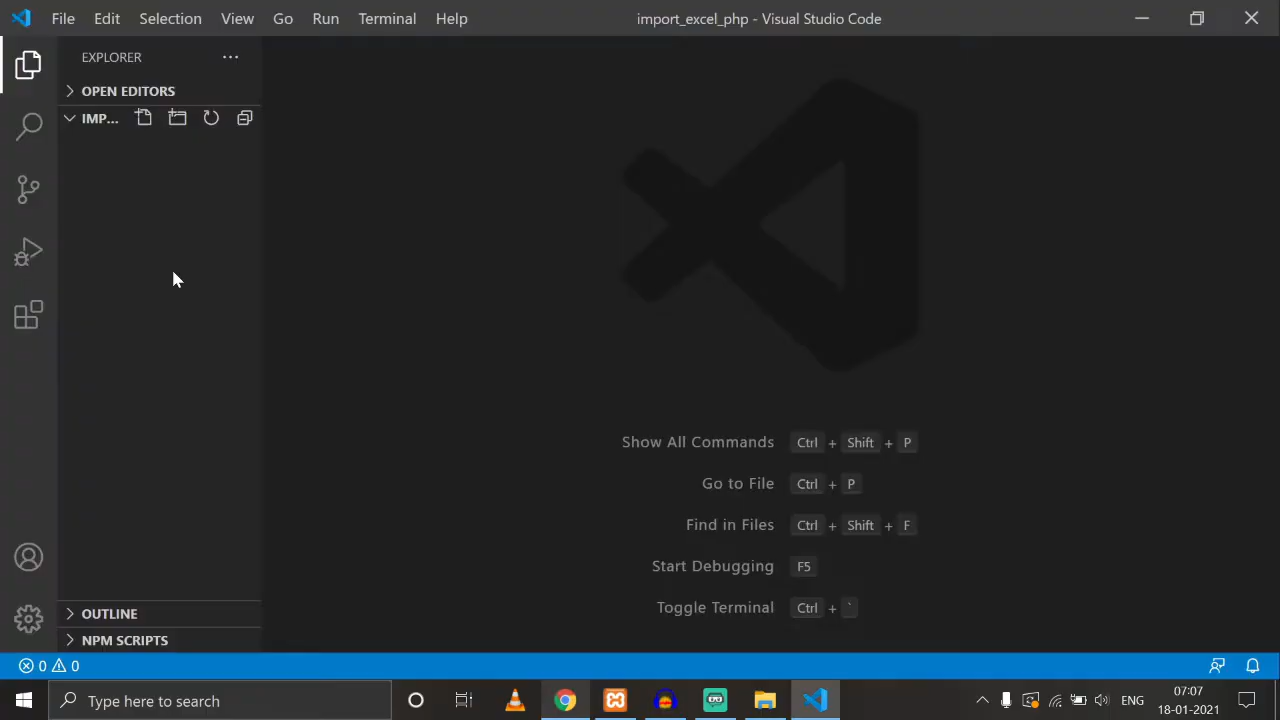 File Edit Selection View Go Run Terminal Help import_excel_php - Visual Studio Code
EXPLORER
OPEN EDITORS
IMP...
Show All Commands Ctrl + Shift + P
Go to File Ctrl + P
Find in Files Ctrl + Shift + F
Start Debugging F5
Toggle Terminal Ctrl + `
OUTLINE
NPM SCRIPTS
0 0
Type here to search
ENG
07:07
18-01-2021